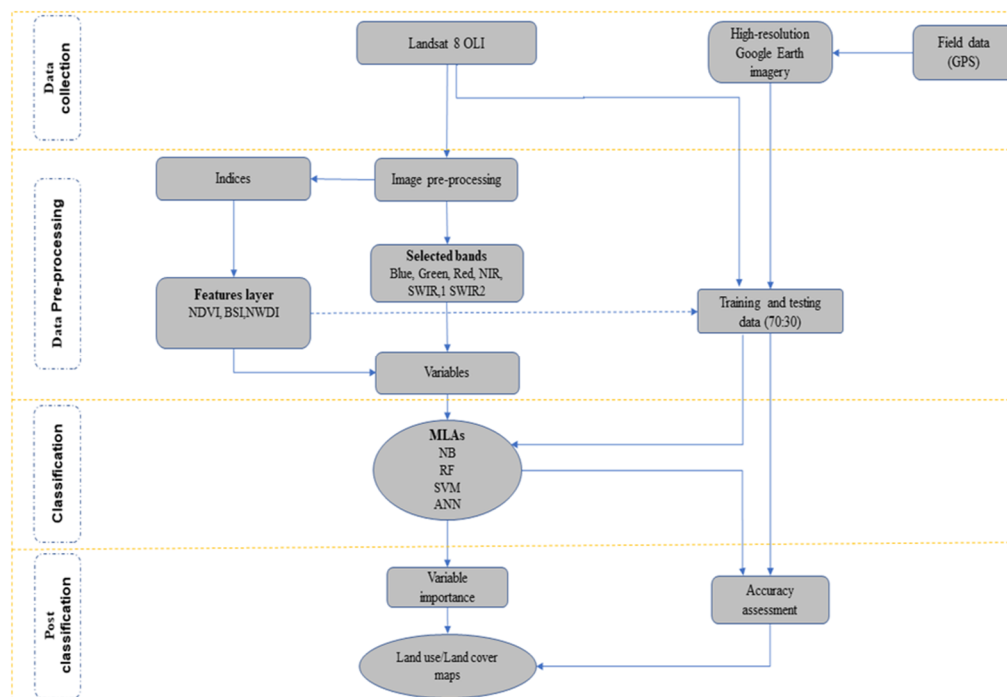 Data
collection
Landsat 8 OLI
High-resolution
Google Earth
imagery
Field data
(GPS)
Data Pre-processing
Indices
Image pre-processing
Selected bands
Blue, Green, Red, NIR,
SWIR,1 SWIR2
Features layer
NDVI, BSI,NWDI
Training and testing
data (70:30)
Variables
Classification
MLAs
NB
RF
SVM
ANN
Post
classification
Variable
importance
Accuracy
assessment
Land use/Land cover
maps